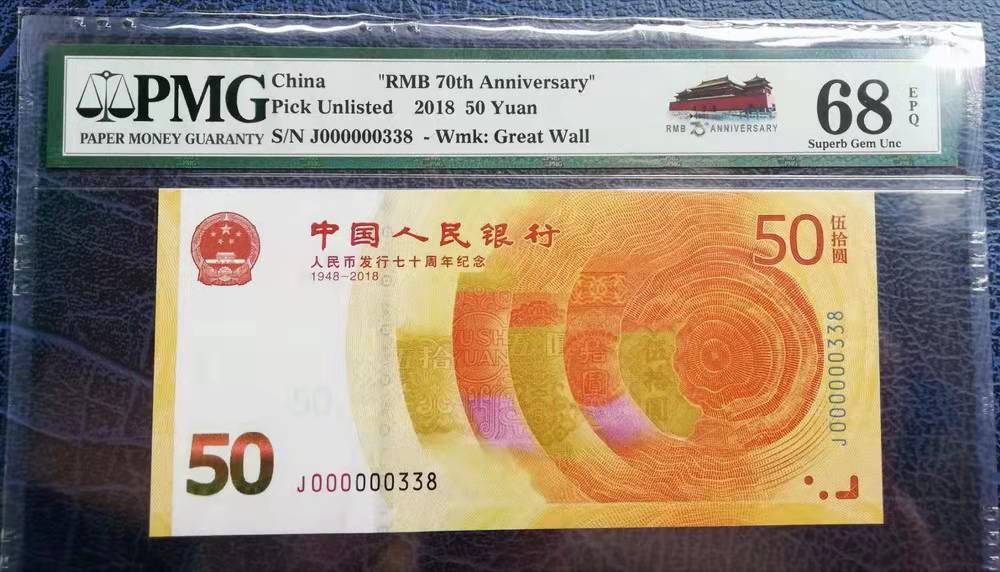 PMG
PAPER MONEY GUARANTY
China "RMB 70th Anniversary"
Pick Unlisted 2018 50 Yuan
S/N J000000338 - Wmk: Great Wall
RMB 70 ANNIVERSARY
68
EPQ
Superb Gem Unc
中国人民银行
人民币发行七十周年纪念
1948-2018
50
伍拾圆
J000000338
50
J000000338